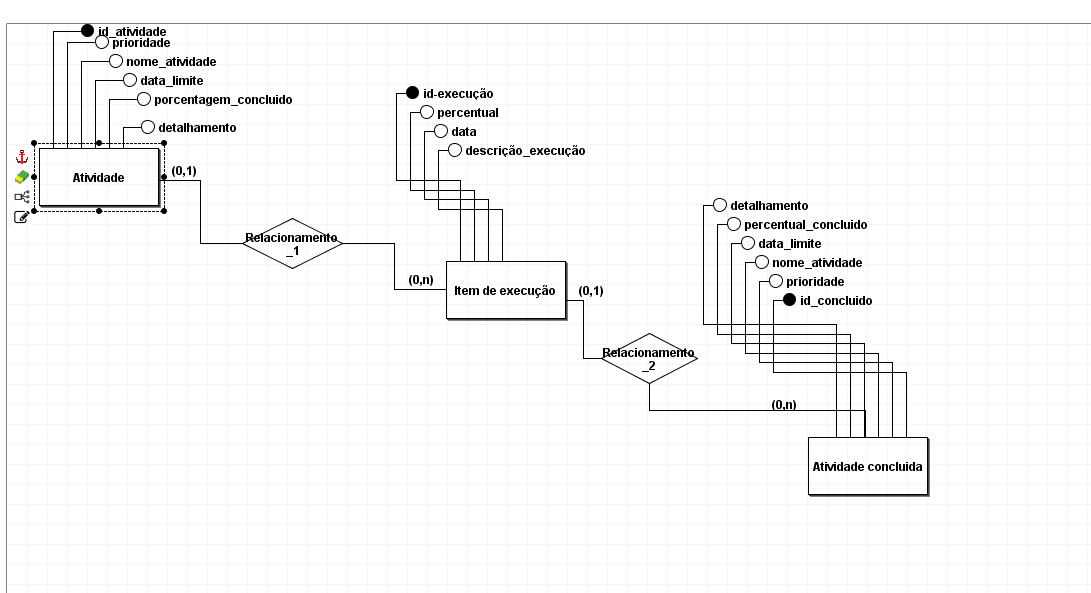 id_atividade
prioridade
nome_atividade
data_limite
porcentagem_concluido
detalhamento
Atividade
(0,1)
Relacionamento
_1
(0,n)
id-execução
percentual
data
descrição_execução
Item de execução
(0,1)
Relacionamento
_2
(0,n)
detalhamento
percentual_concluido
data_limite
nome_atividade
prioridade
id_concluido
Atividade concluida